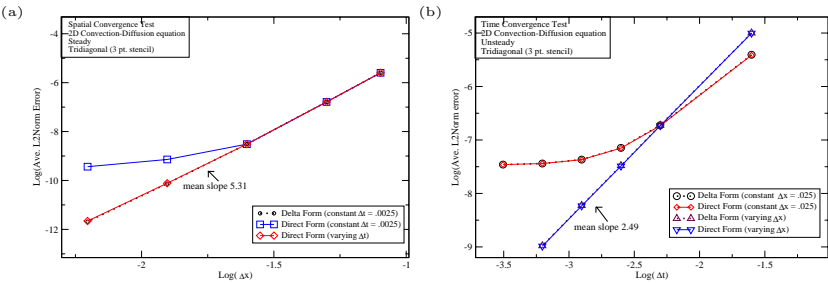 (a)
Spatial Convergence Test
2D Convection-Diffusion equation
Steady
Tridiagonal (3 pt. stencil)
-4
-6
-8
-10
-12
Log(Ave. L2Norm Error)
mean slope 5.31
Delta Form (constant Δt = .0025)
Direct Form (constant Δt = .0025)
Direct Form (varying Δt)
-2
-1.5
-1
Log( Δx)
(b)
Time Convergence Test
2D Convection-Diffusion equation
Unsteady
Tridiagonal (3 pt. stencil)
-5
-6
-7
-8
-9
Log(Ave. L2Norm error)
mean slope 2.49
Delta Form (constant Δx = .025)
Direct Form (constant Δx = .025)
Delta Form (varying Δx)
Direct Form (varying Δx)
-3.5
-3
-2.5
-2
-1.5
-1
Log( Δt)